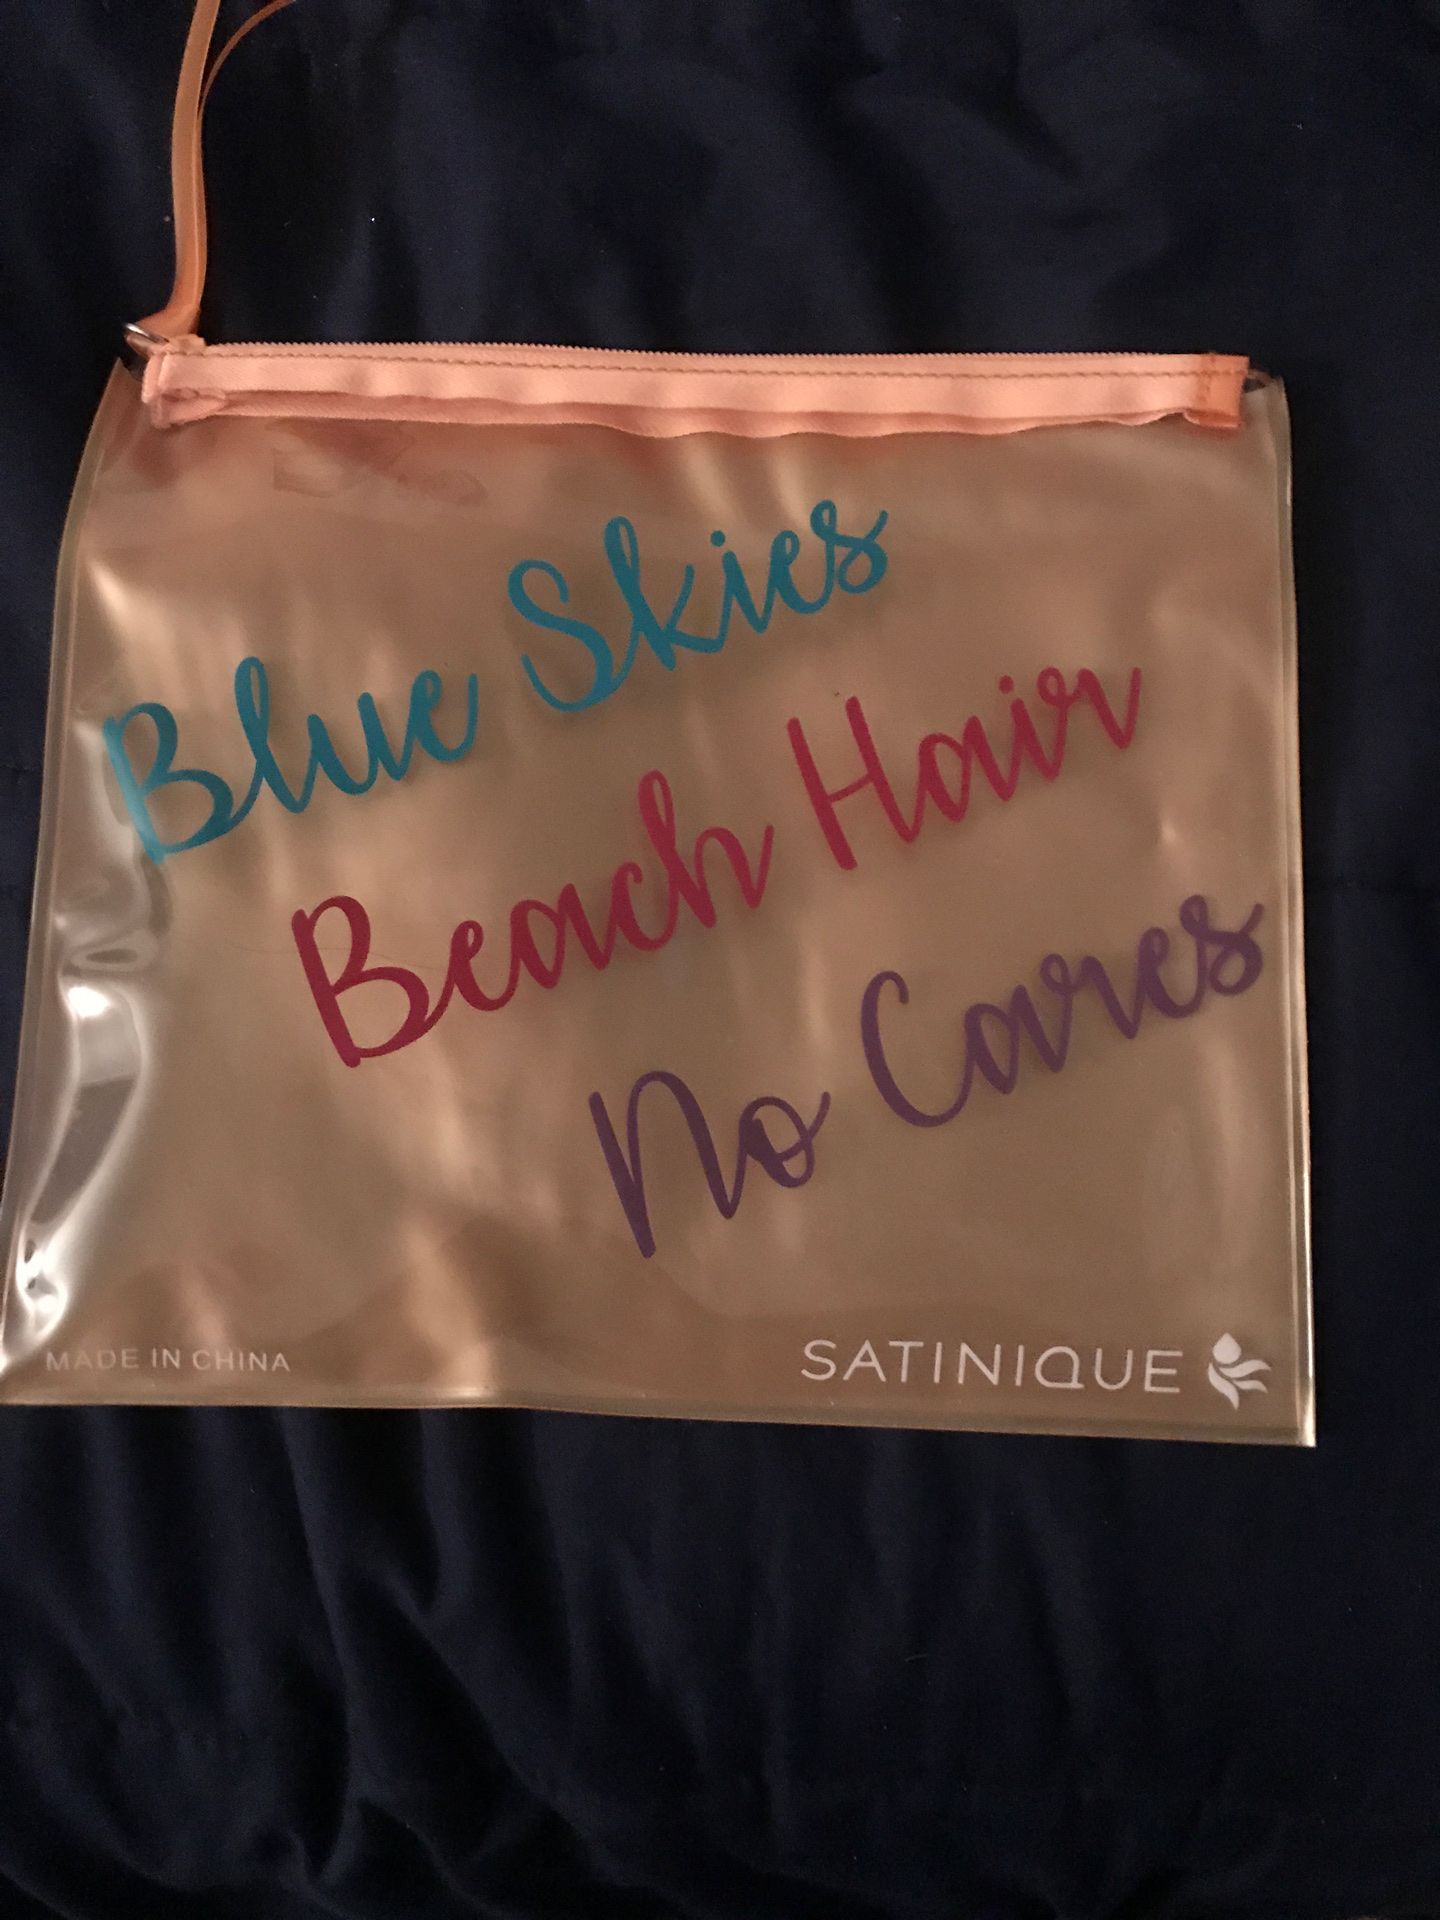 Blue Skies
Beach Hair
No Cares
MADE IN CHINA
SATINIQUE